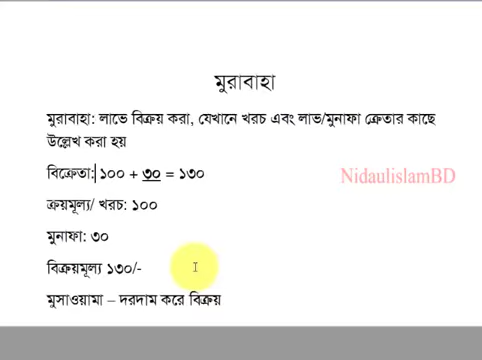 মুরাবাহা
মুরাবাহা: লাভে বিক্রয় করা, যেখানে খরচ এবং লাভ/মুনাফা ক্রেতার কাছে
উল্লেখ করা হয়
বিক্রেতা: ১০০ + ৩০ = ১৩০
NidaulislamBD
ক্রয়মূল্য/ খরচ: ১০০
মুনাফা: ৩০
বিক্রয়মূল্য ১৩০/-
মুসাওয়ামা – দরদাম করে বিক্রয়